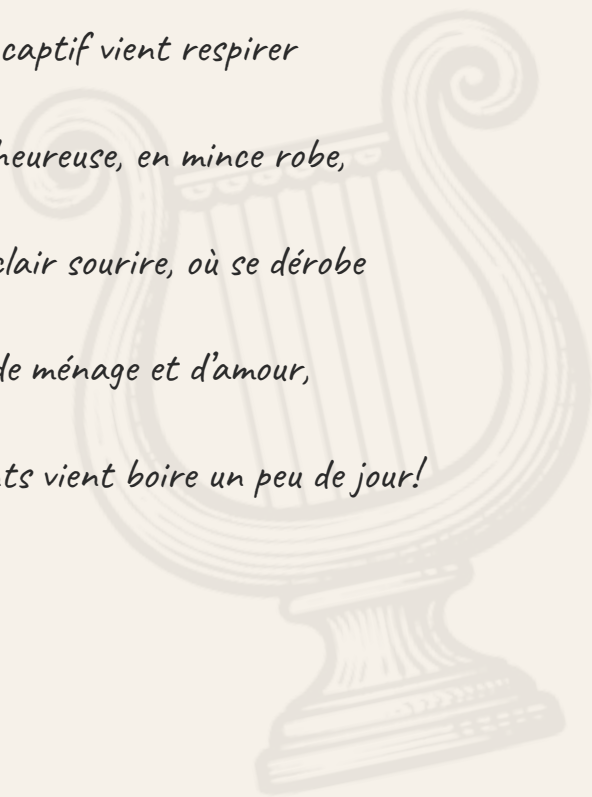 captif vient respirer
heureuse, en mince robe,
clair sourire, où se dérobe
de ménage et d’amour,
ts vient boire un peu de jour!